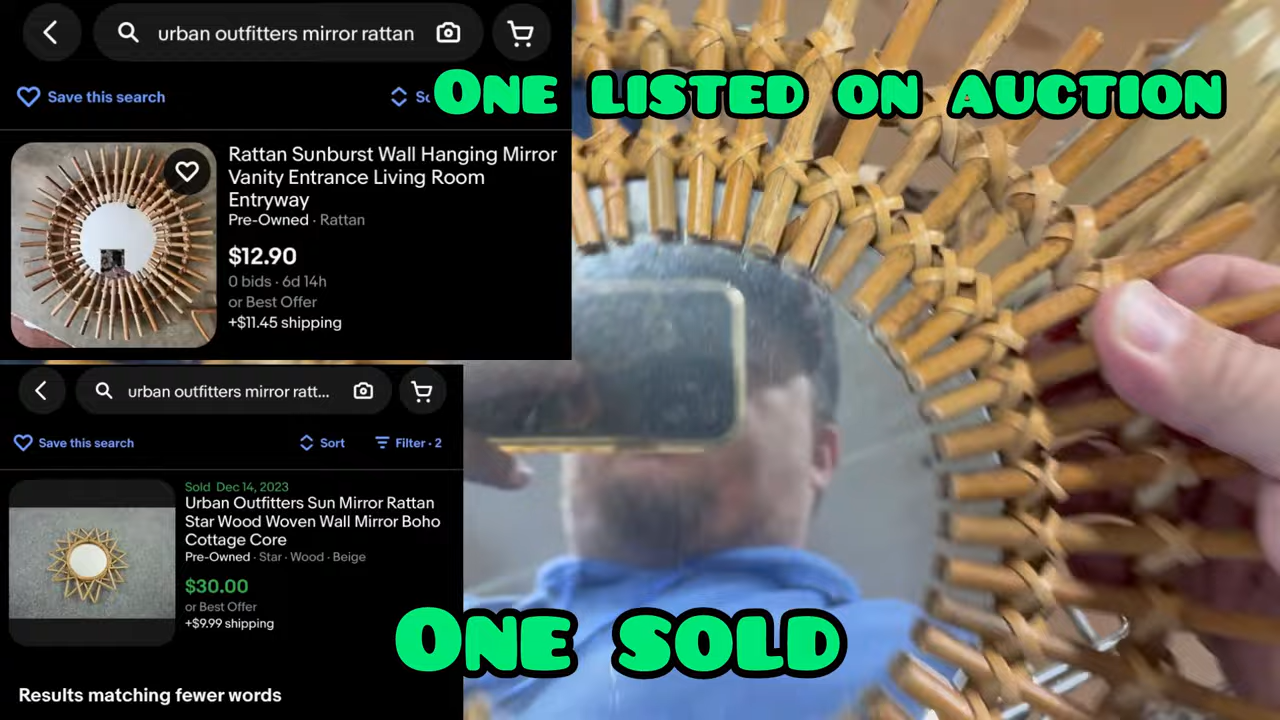 urban outfitters mirror rattan
Save this search
ONE LISTED ON AUCTION
Rattan Sunburst Wall Hanging Mirror
Vanity Entrance Living Room
Entryway
Pre-Owned · Rattan
$12.90
0 bids · 6d 14h
or Best Offer
+$11.45 shipping
urban outfitters mirror ratt...
Save this search
Sort
Filter · 2
Sold Dec 14, 2023
Urban Outfitters Sun Mirror Rattan
Star Wood Woven Wall Mirror Boho
Cottage Core
Pre-Owned · Star · Wood · Beige
$30.00
or Best Offer
+$9.99 shipping
ONE SOLD
Results matching fewer words